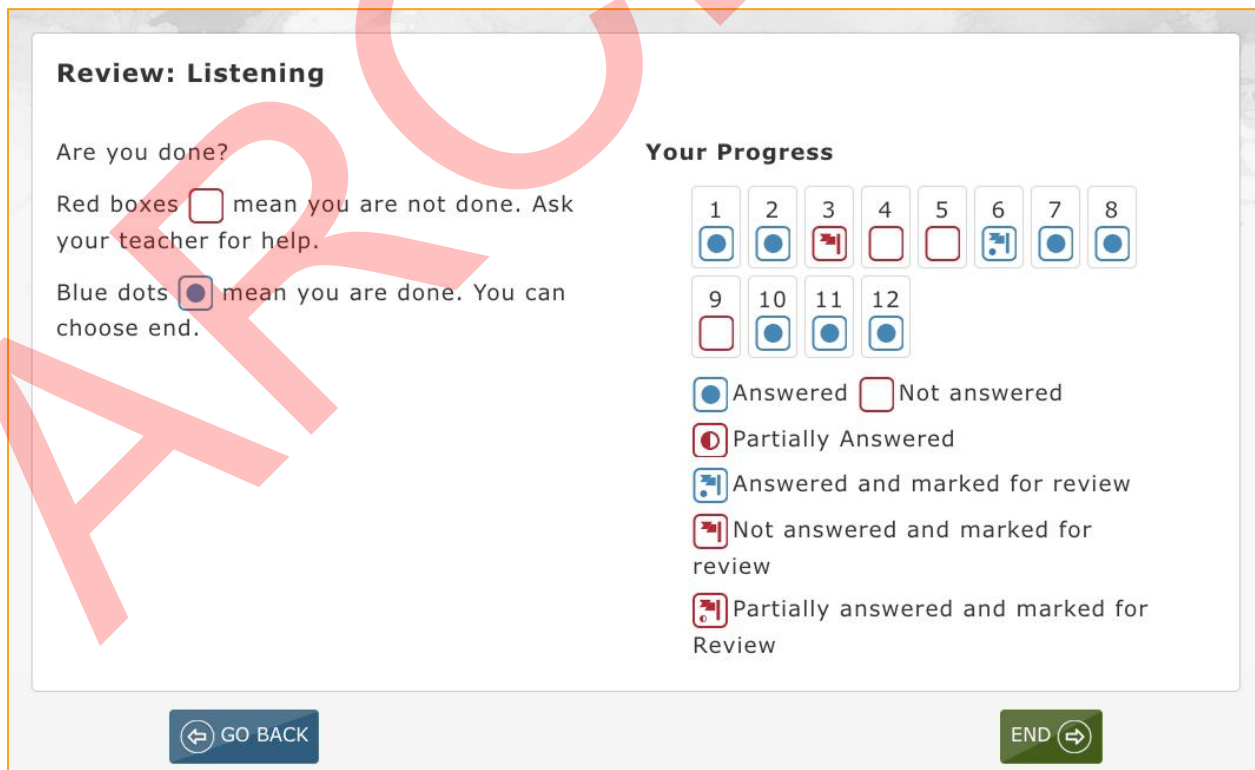 Review: Listening
Are you done?
Red boxes mean you are not done. Ask
your teacher for help.
Blue dots mean you are done. You can
choose end.
Your Progress
1 2 3 4 5 6 7 8
9 10 11 12
Answered Not answered
Partially Answered
Answered and marked for review
Not answered and marked for
review
Partially answered and marked for
Review
GO BACK
END